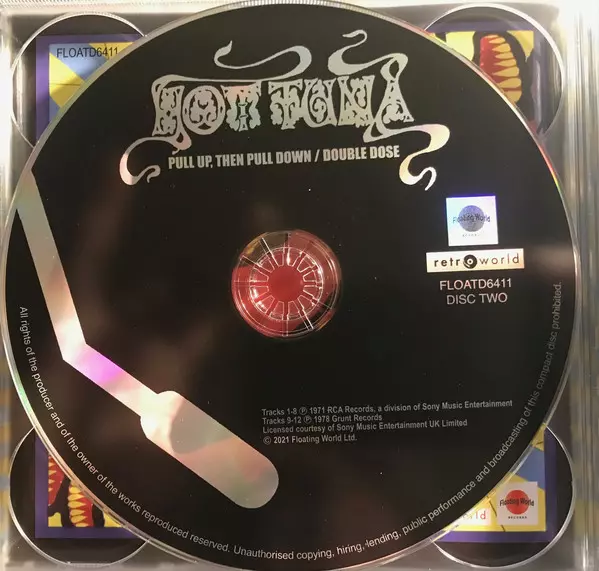 FLOATD6411
HOT TUNA
PULL UP, THEN PULL DOWN / DOUBLE DOSE
Floating World
RECORDS
retroworld
FLOATD6411
DISC TWO
Tracks 1-8 ℗ 1971 RCA Records, a division of Sony Music Entertainment
Tracks 9-12 ℗ 1978 Grunt Records
Licensed courtesy of Sony Music Entertainment UK Limited
© 2021 Floating World Ltd.
All rights of the producer and of the owner of the works reproduced reserved. Unauthorised copying, hiring, lending, public performance and broadcasting of this compact disc prohibited.
Floating World
RECORDS